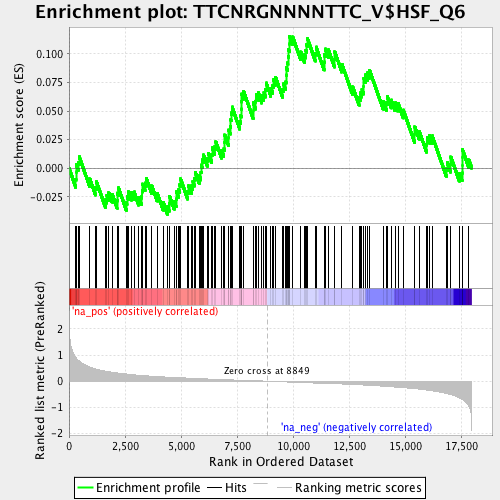 Enrichment plot: TTCNRGNNNNTTC_V$HSF_Q6
Enrichment score (ES)
0.100
0.075
0.050
0.025
0.000
-0.025
'na_pos' (positively correlated)
Ranked list metric (PreRanked)
2
1
0
-1
-2
Zero cross at 8849
'na_neg' (negatively correlated)
0
2,500
5,000
7,500
10,000
12,500
15,000
17,500
Rank in Ordered Dataset
Enrichment profile
Hits
Ranking metric scores